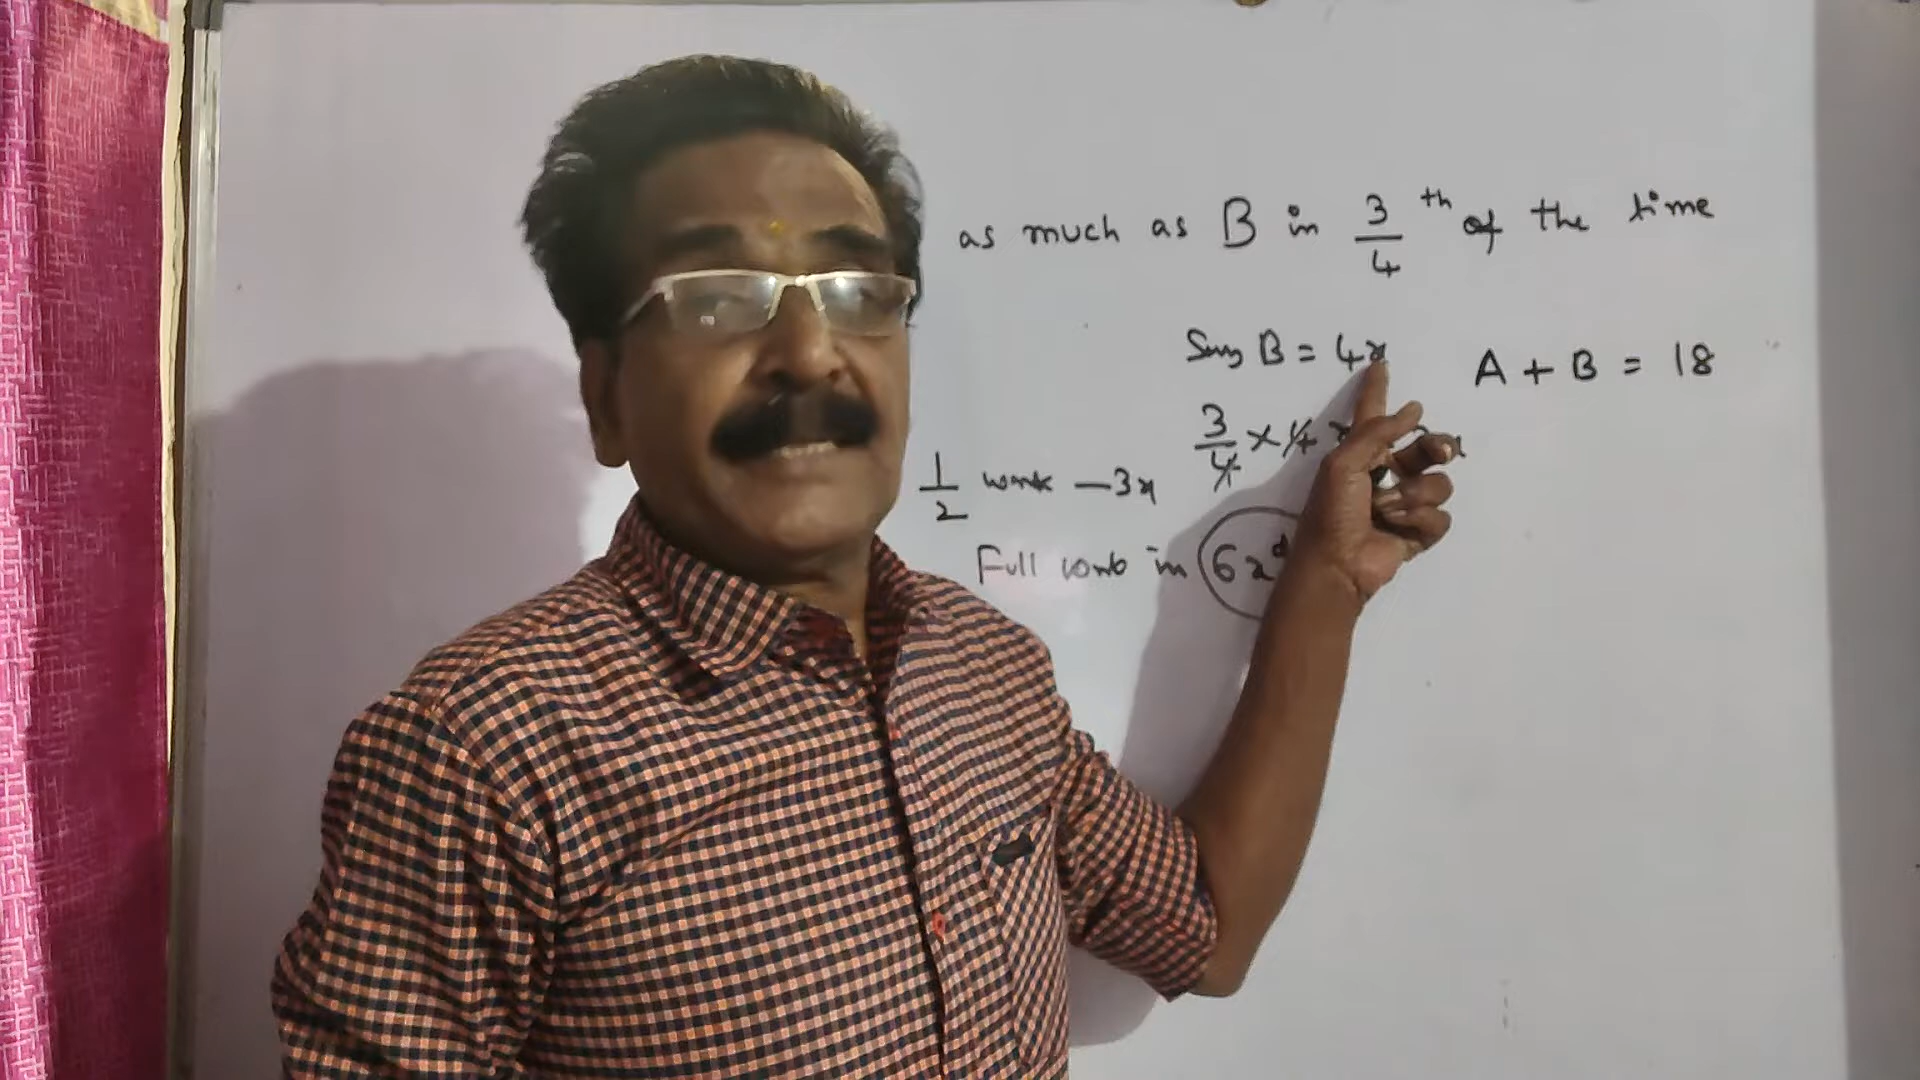 as much as B in 3/4 th of the time
Say B = 4x
A + B = 18
3/4 x 4
1/2 work - 3x
Full work in 6x